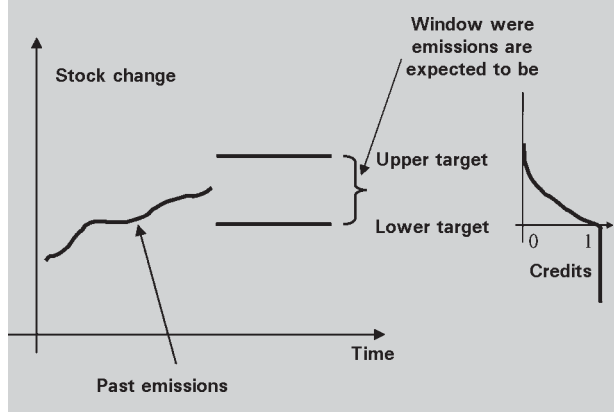 Window were
emissions are
expected to be
Stock change
Upper target
Lower target
0 1
Credits
Time
Past emissions